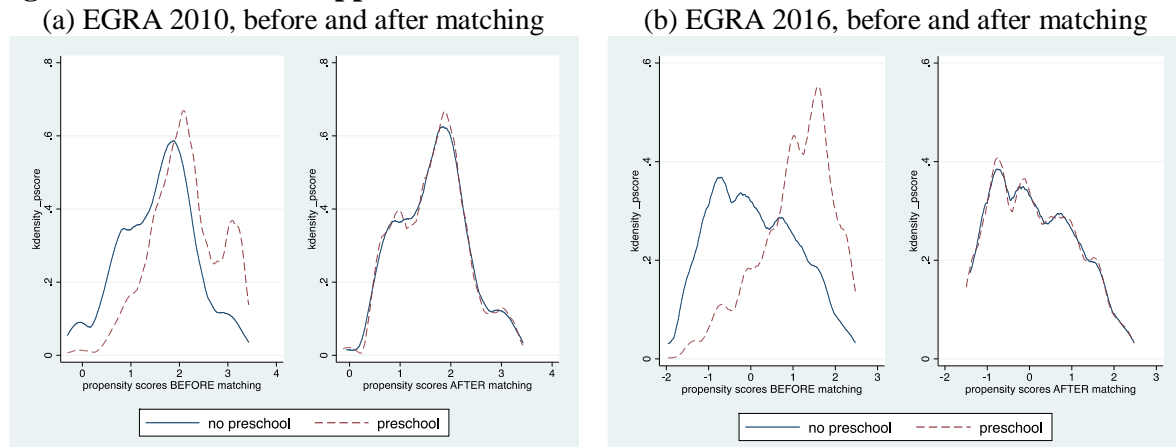 (a) EGRA 2010, before and after matching
(b) EGRA 2016, before and after matching
kdensity _pscore
0 .2 .4 .6 .8
0 1 2 3 4
propensity scores BEFORE matching
kdensity _pscore
0 .2 .4 .6 .8
0 1 2 3 4
propensity scores AFTER matching
no preschool preschool
kdensity _pscore
0 .2 .4 .6
-2 -1 0 1 2 3
propensity scores BEFORE matching
kdensity _pscore
0 .2 .4 .6
-2 -1 0 1 2 3
propensity scores AFTER matching
no preschool preschool